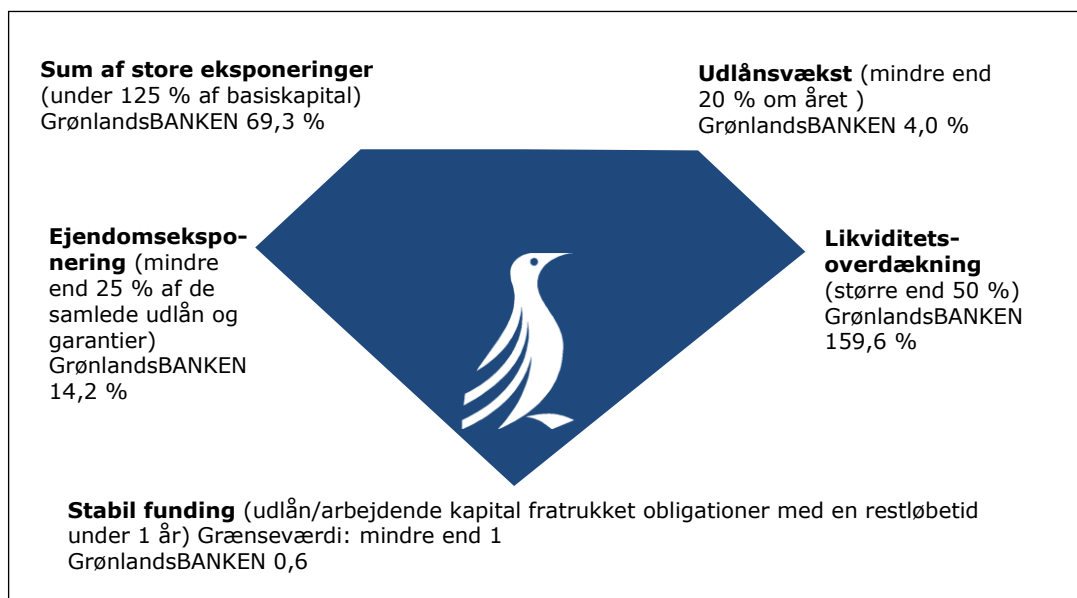 Sum af store eksponeringer
(under 125 % af basiskapital)
GrønlandsBANKEN 69,3 %
Udlånsvækst (mindre end
20 % om året )
GrønlandsBANKEN 4,0 %
Ejendomsekspo-
nering (mindre
end 25 % af de
samlede udlån og
garantier)
GrønlandsBANKEN
14,2 %
Likviditets-
overdækning
(større end 50 %)
GrønlandsBANKEN
159,6 %
Stabil funding (udlån/arbejdende kapital fratrukket obligationer med en restløbetid
under 1 år) Grænseværdi: mindre end 1
GrønlandsBANKEN 0,6